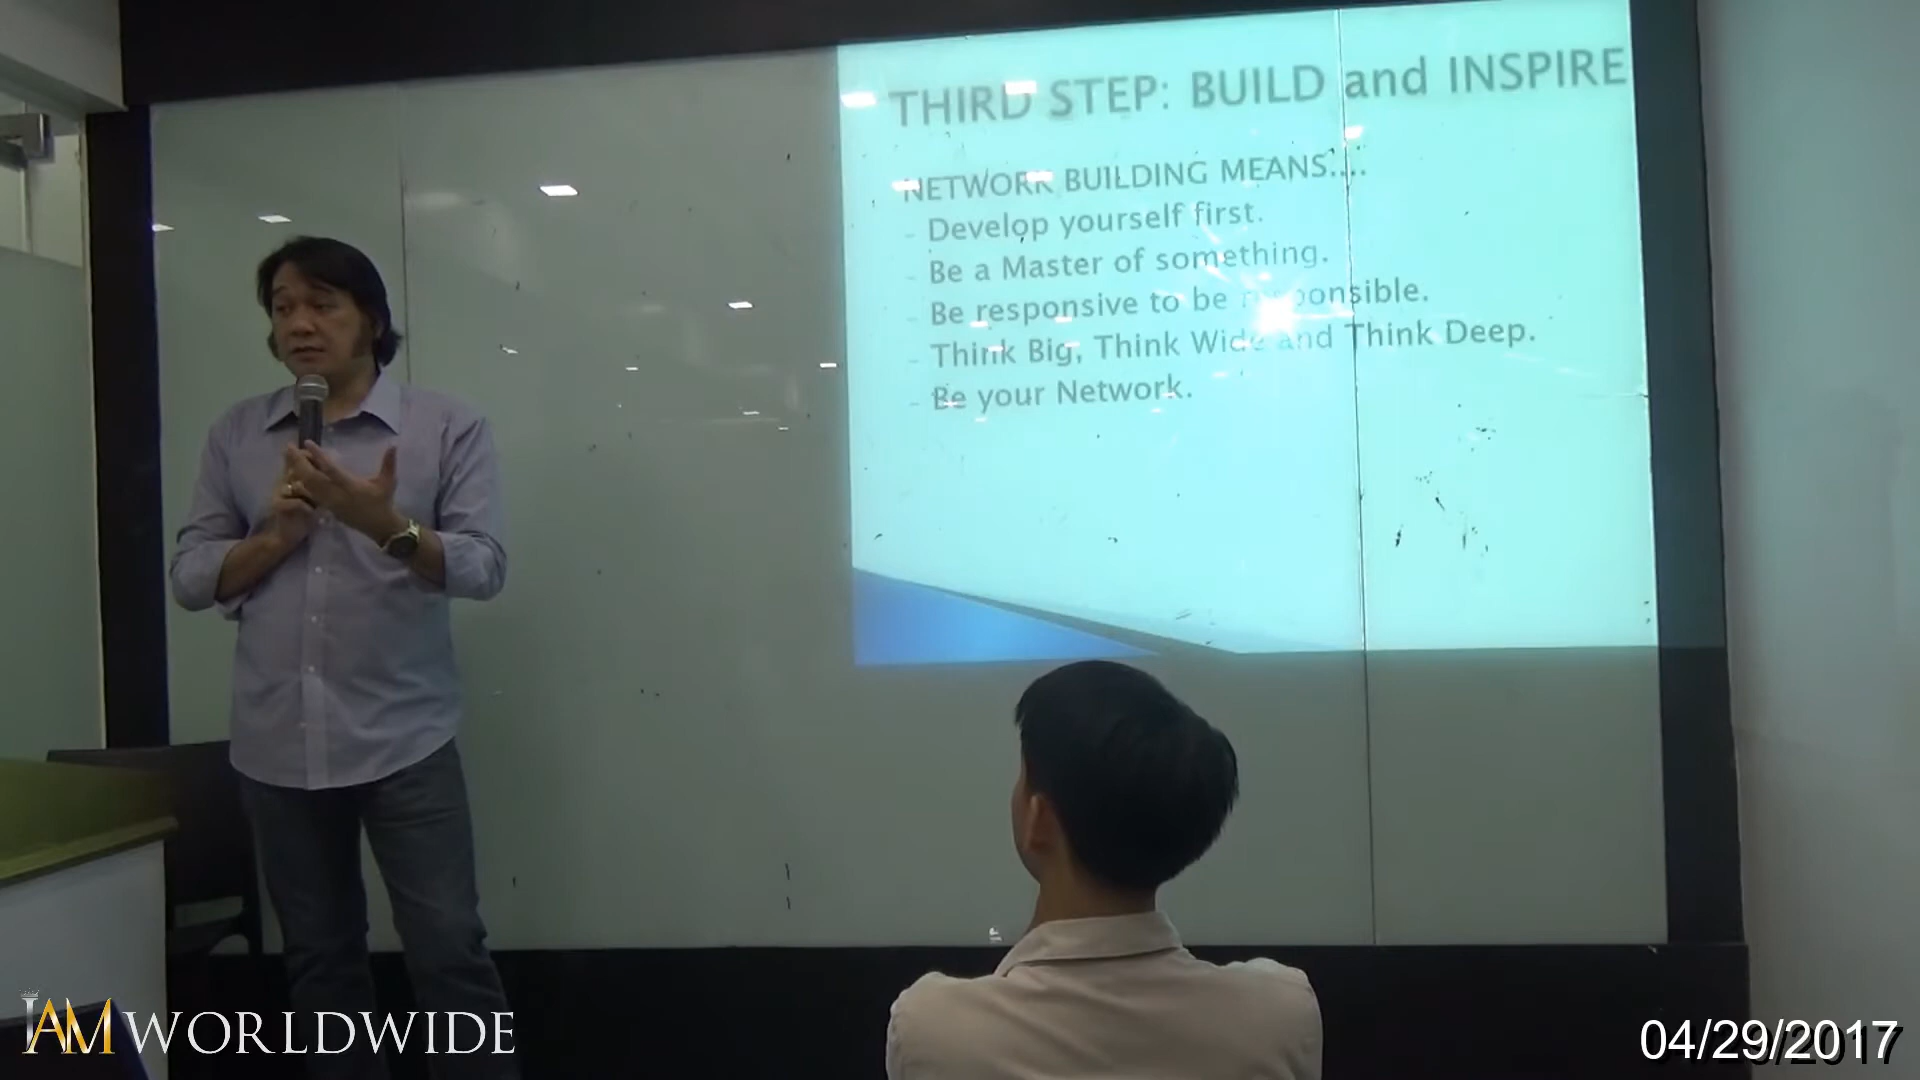 THIRD STEP: BUILD and INSPIRE
NETWORK BUILDING MEANS....
- Develop yourself first.
- Be a Master of something.
- Be responsive to be responsible.
- Think Big, Think Wide and Think Deep.
- Be your Network.
IAM WORLDWIDE
04/29/2017